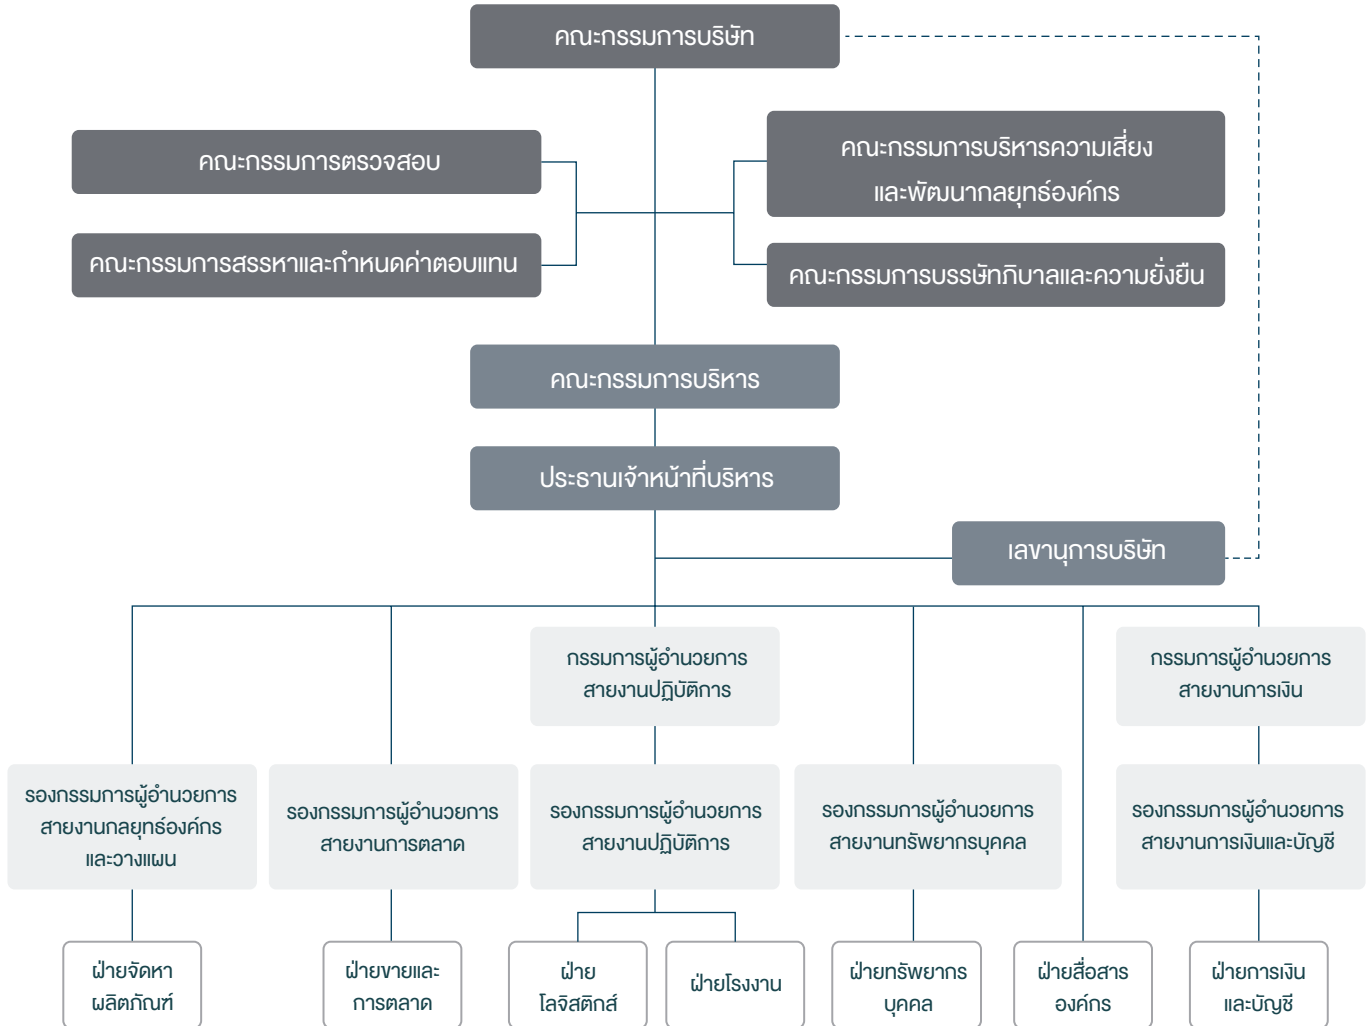 คณะกรรมการบริษัท
คณะกรรมการตรวจสอบ
คณะกรรมการบริหารความเสี่ยง
และพัฒนากลยุทธ์องค์กร
คณะกรรมการสรรหาและกำหนดค่าตอบแทน
คณะกรรมการบรรษัทภิบาลและความยั่งยืน
คณะกรรมการบริหาร
ประธานเจ้าหน้าที่บริหาร
เลขานุการบริษัท
กรรมการผู้อำนวยการ
สายงานปฏิบัติการ
กรรมการผู้อำนวยการ
สายงานการเงิน
รองกรรมการผู้อำนวยการ
สายงานกลยุทธ์องค์กร
และวางแผน
รองกรรมการผู้อำนวยการ
สายงานการตลาด
รองกรรมการผู้อำนวยการ
สายงานปฏิบัติการ
รองกรรมการผู้อำนวยการ
สายงานทรัพยากรบุคคล
รองกรรมการผู้อำนวยการ
สายงานการเงินและบัญชี
ฝ่ายจัดหา
ผลิตภัณฑ์
ฝ่ายขายและ
การตลาด
ฝ่าย
โลจิสติกส์
ฝ่ายโรงงาน
ฝ่ายทรัพยากร
บุคคล
ฝ่ายสื่อสาร
องค์กร
ฝ่ายการเงิน
และบัญชี